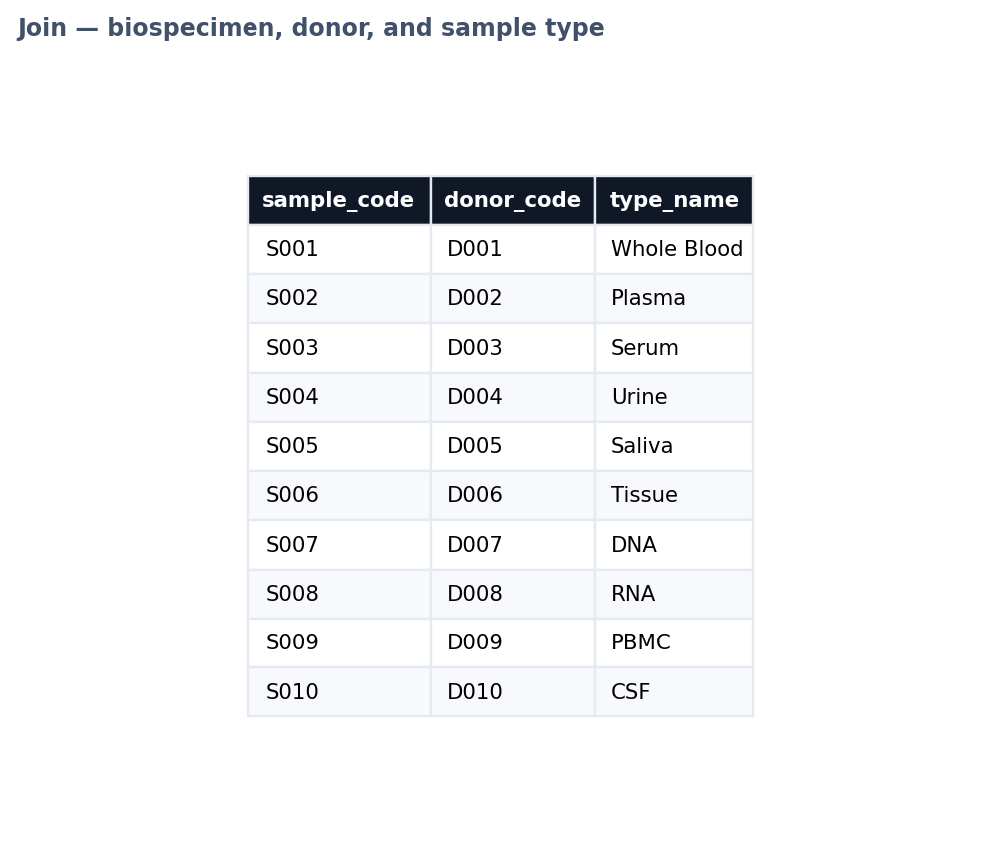 Join — biospecimen, donor, and sample type
sample_code donor_code type_name
S001 D001 Whole Blood
S002 D002 Plasma
S003 D003 Serum
S004 D004 Urine
S005 D005 Saliva
S006 D006 Tissue
S007 D007 DNA
S008 D008 RNA
S009 D009 PBMC
S010 D010 CSF